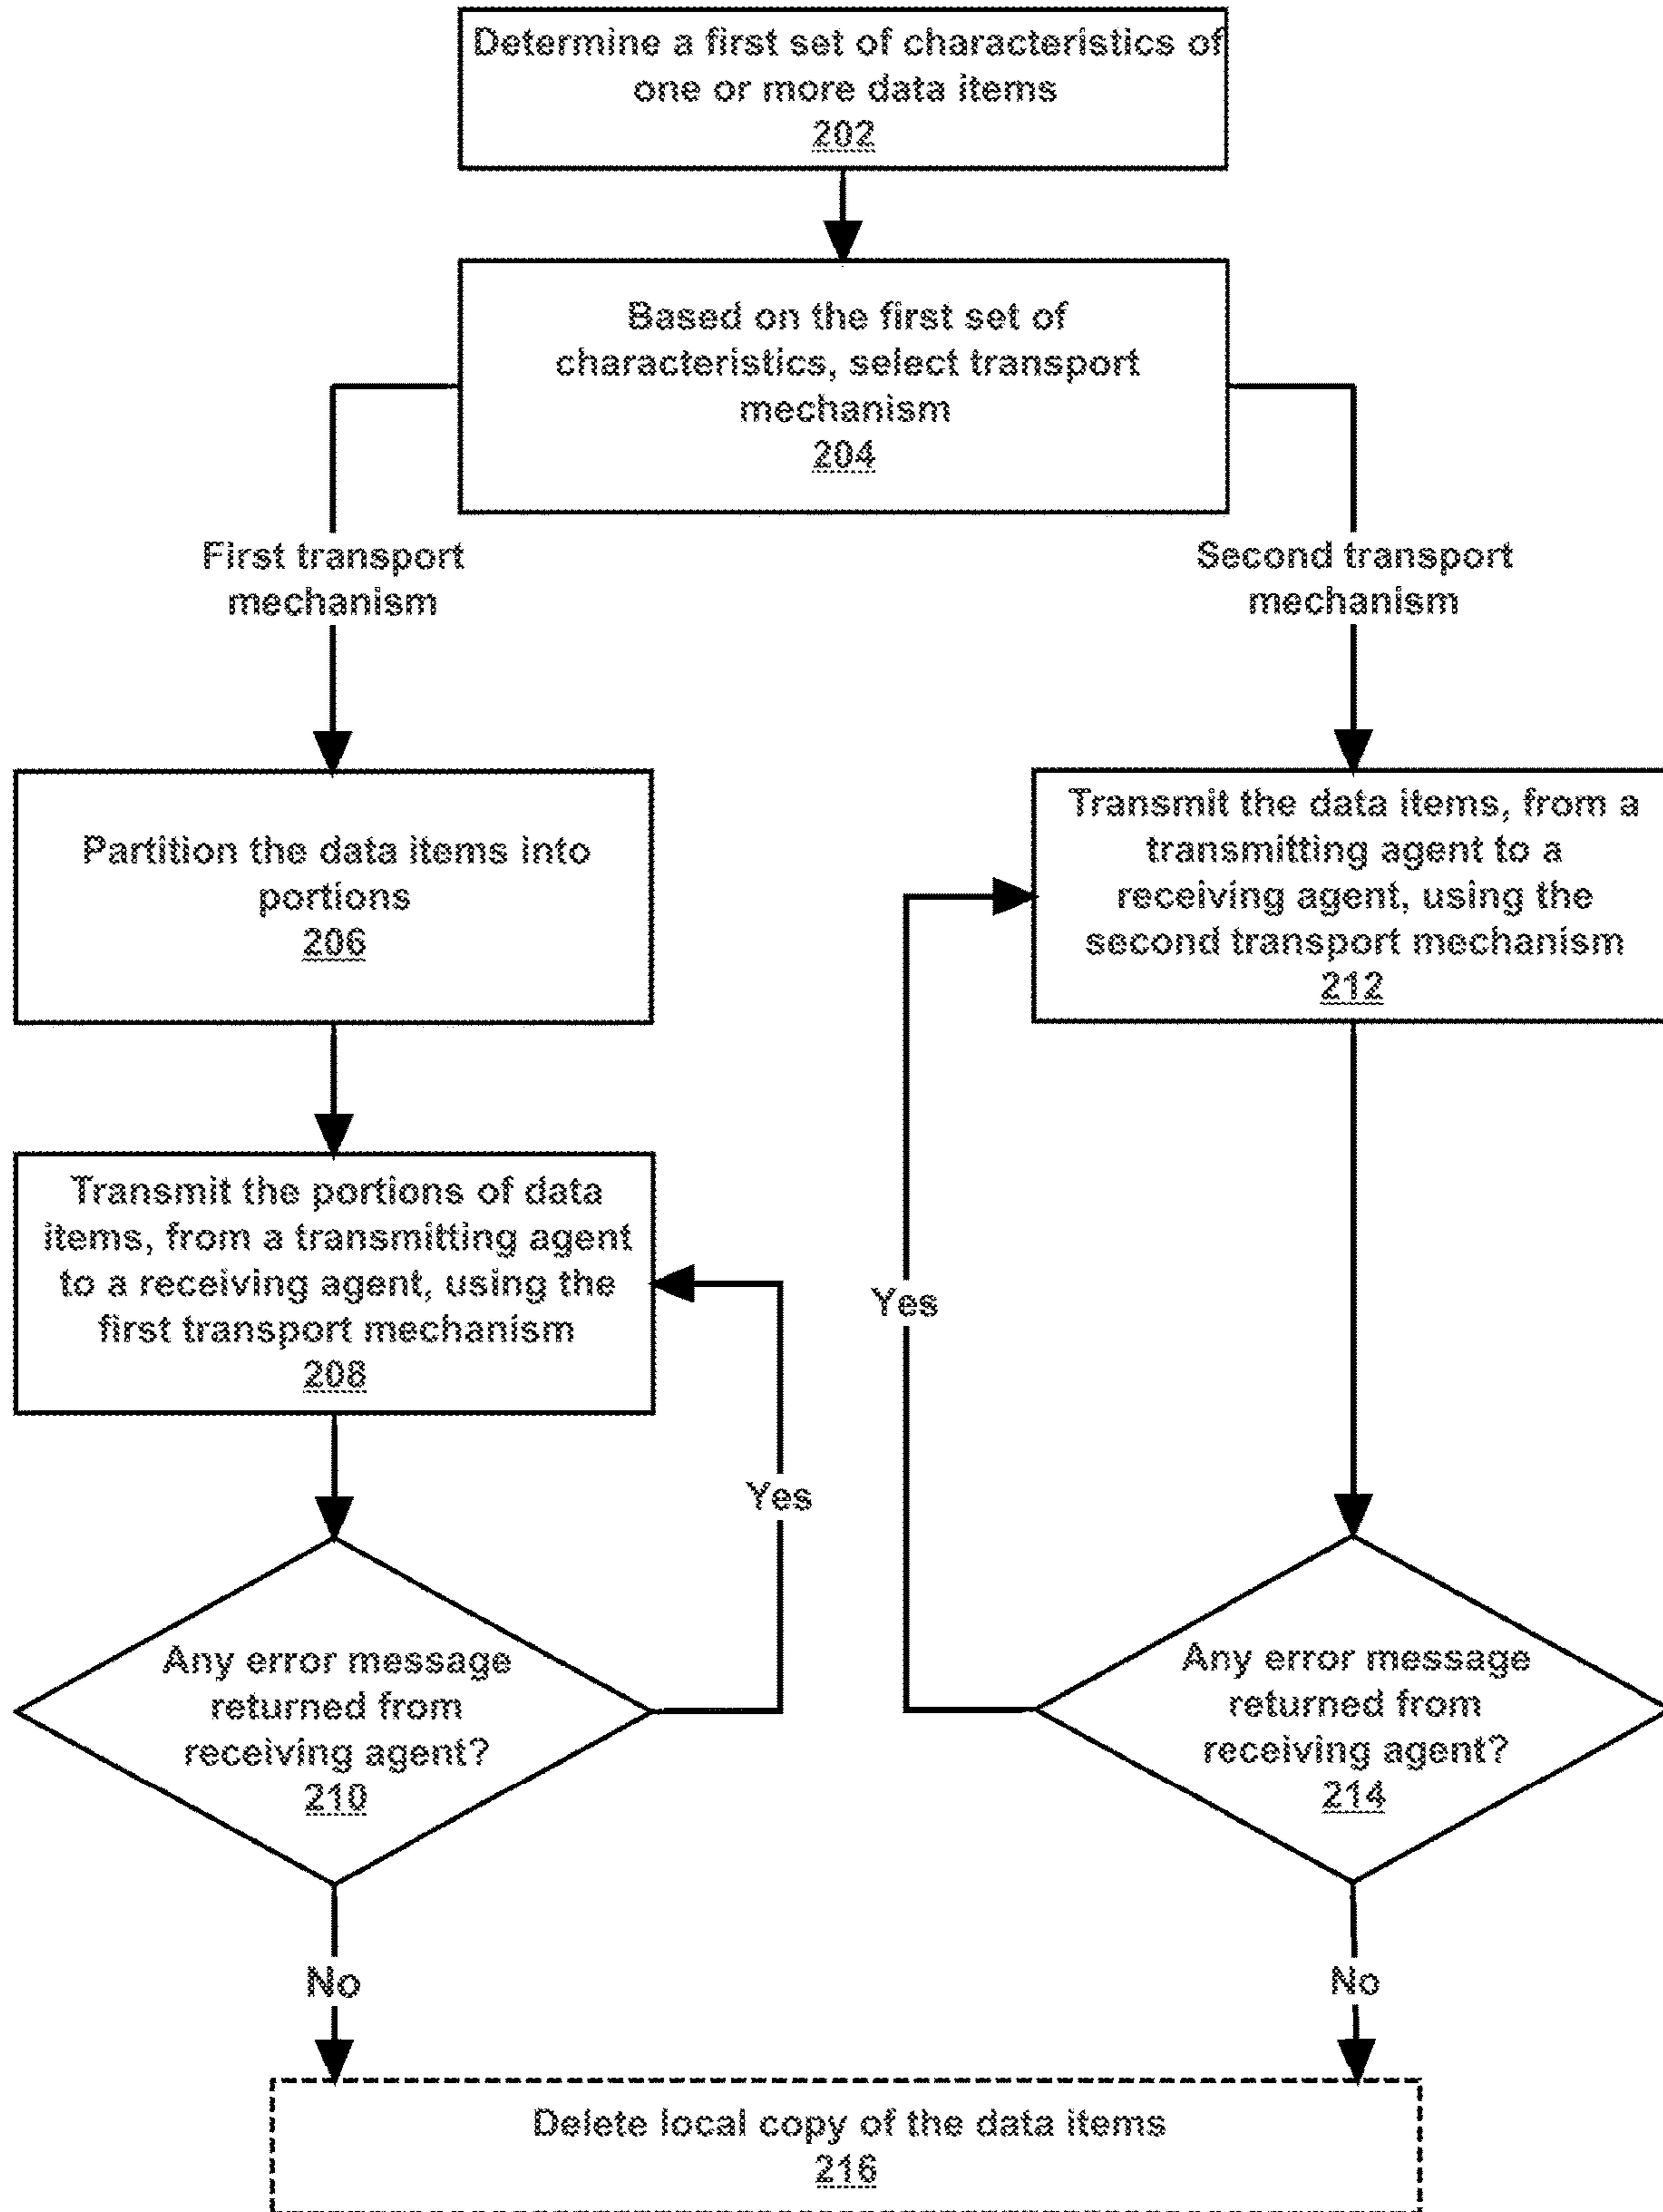 Determine a first set of characteristics of
one or more data items
202
Based on the first set of
characteristics, select transport
mechanism
204
First transport
mechanism
Second transport
mechanism
Partition the data items into
portions
206
Transmit the data items, from a
transmitting agent to a
receiving agent, using the
second transport mechanism
212
Transmit the portions of data
items, from a transmitting agent
to a receiving agent, using the
first transport mechanism
208
Yes
Yes
Any error message
returned from
receiving agent?
210
Any error message
returned from
receiving agent?
214
No
No
Delete local copy of the data items
216